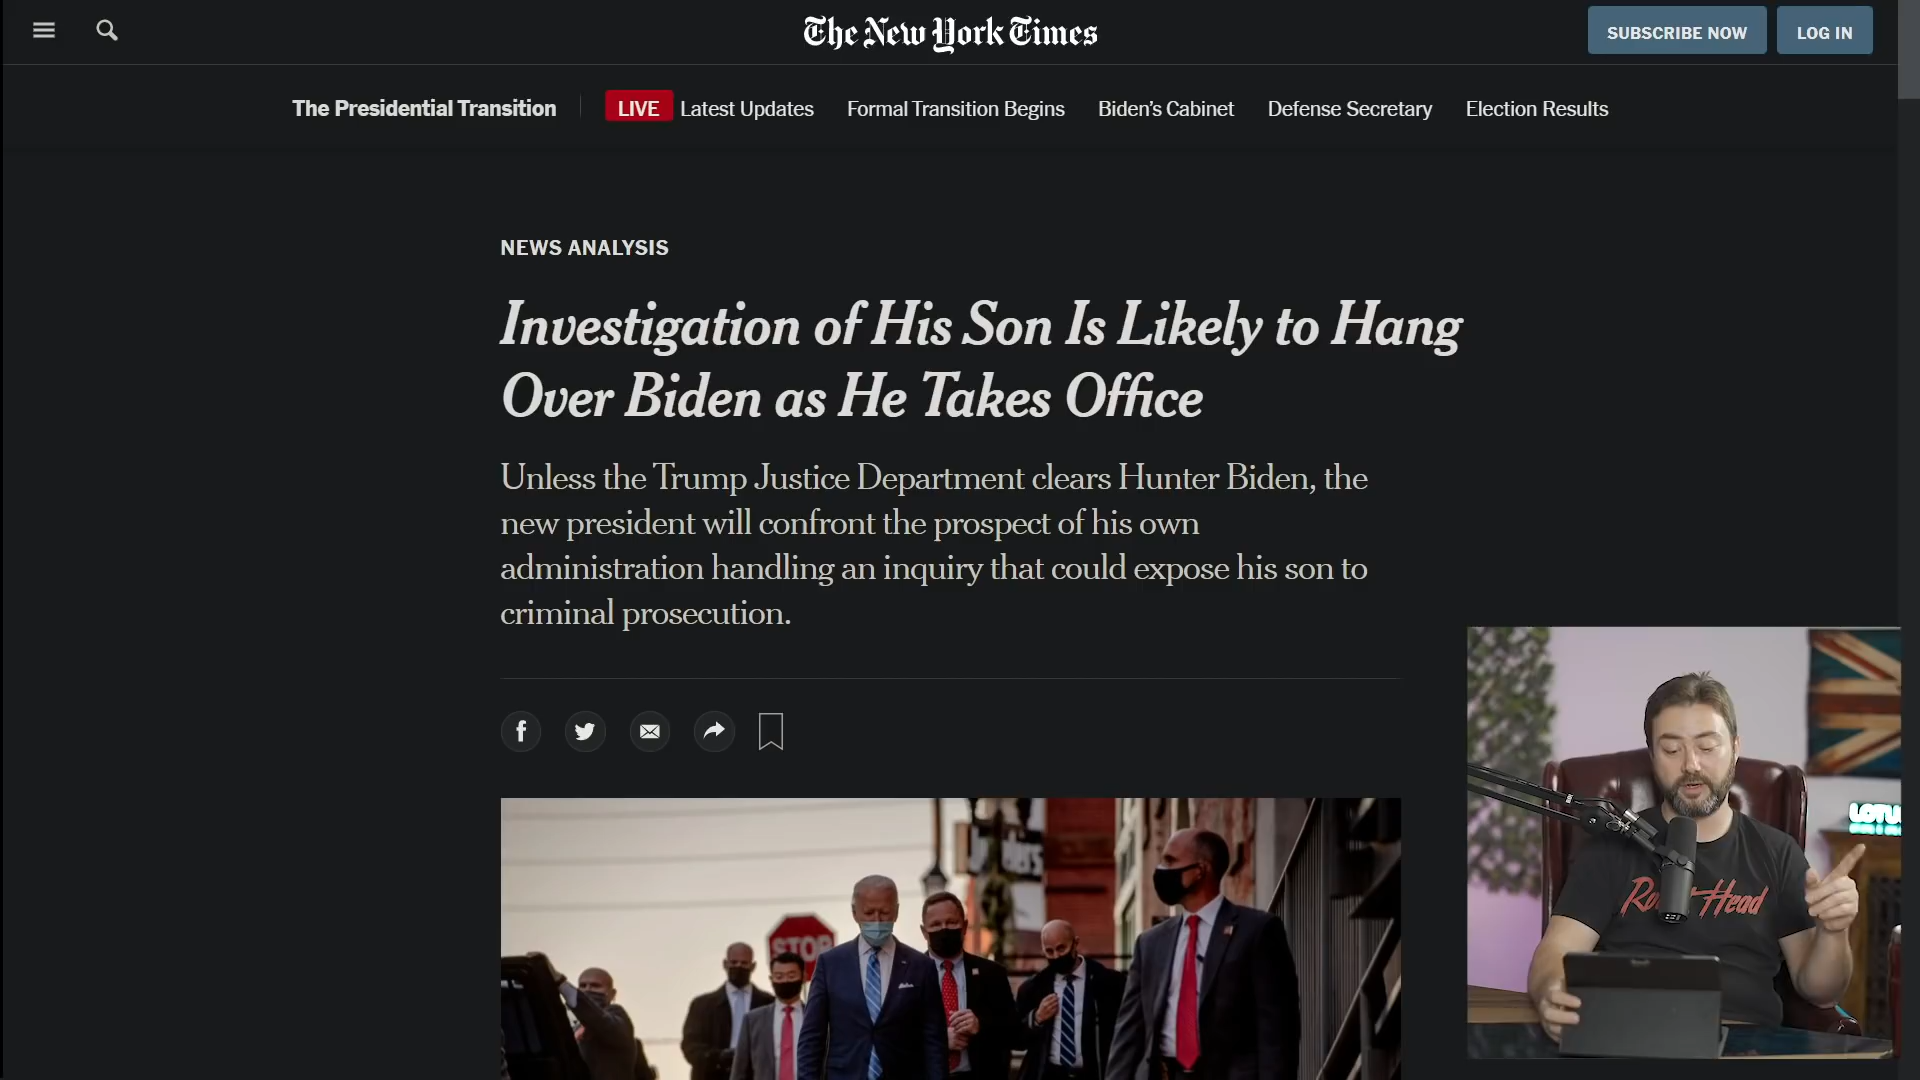 The New York Times
SUBSCRIBE NOW
LOG IN
The Presidential Transition
LIVE Latest Updates
Formal Transition Begins
Biden's Cabinet
Defense Secretary
Election Results
NEWS ANALYSIS
Investigation of His Son Is Likely to Hang
Over Biden as He Takes Office
Unless the Trump Justice Department clears Hunter Biden, the
new president will confront the prospect of his own
administration handling an inquiry that could expose his son to
criminal prosecution.
STOP
Head